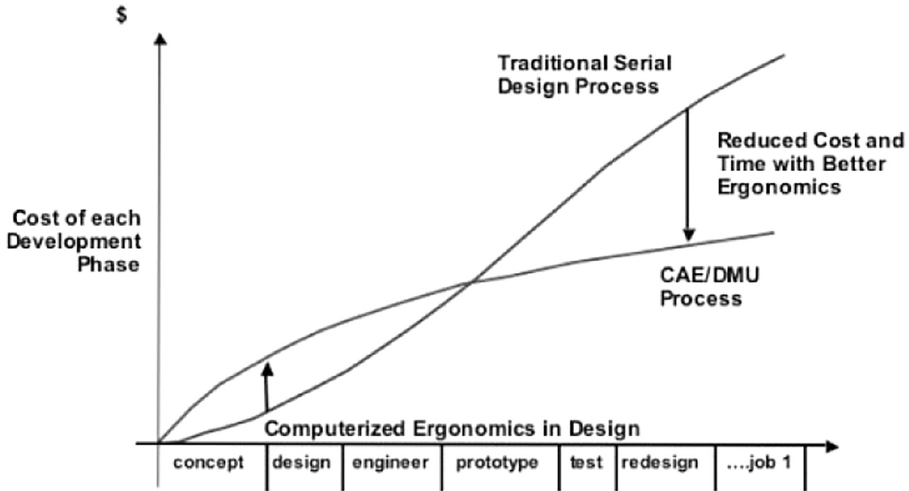 $
Traditional Serial
Design Process
Reduced Cost and
Time with Better
Ergonomics
Cost of each
Development
Phase
CAE/DMU
Process
Computerized Ergonomics in Design
concept design engineer prototype test redesign ....job 1